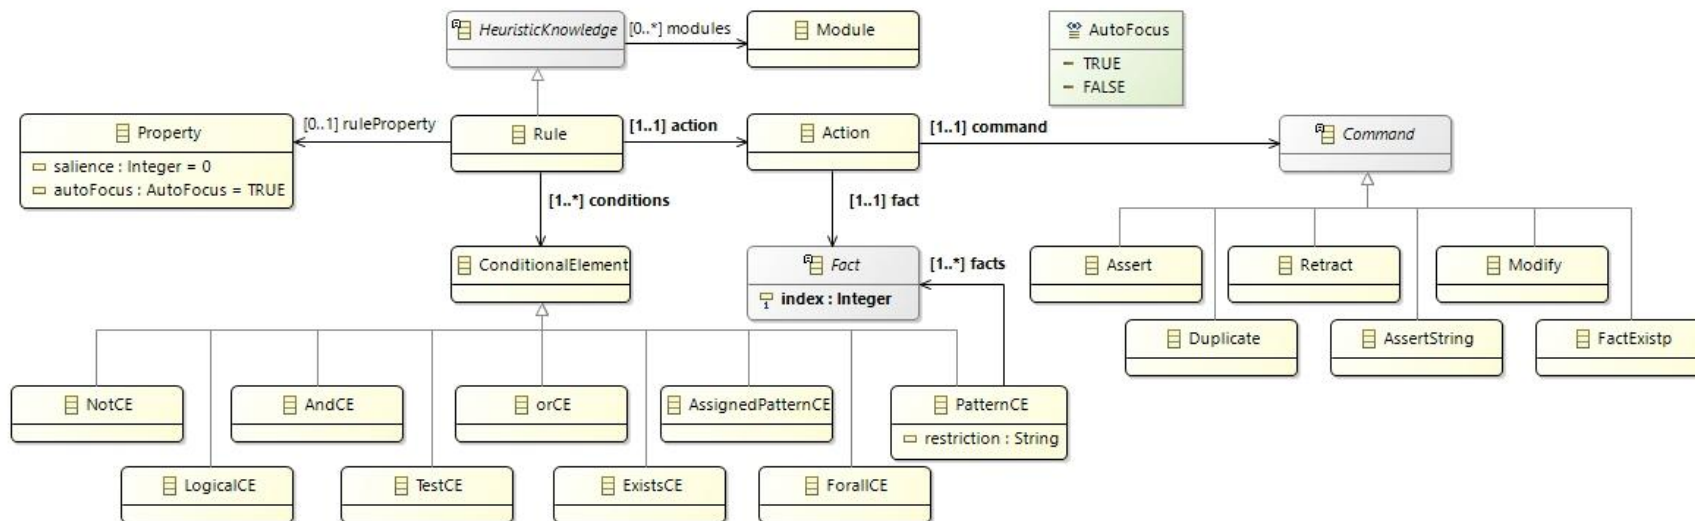 HeuristicKnowledge
[0..*] modules
Module
AutoFocus
TRUE
FALSE
Property
salience : Integer = 0
autoFocus : AutoFocus = TRUE
[0..1] ruleProperty
Rule
[1..1] action
Action
[1..1] command
Command
[1..*] conditions
[1..1] fact
ConditionalElement
Fact
index : Integer
[1..*] facts
Assert
Retract
Modify
Duplicate
AssertString
FactExistp
NotCE
AndCE
orCE
AssignedPatternCE
PatternCE
restriction : String
LogicalCE
TestCE
ExistsCE
ForallCE